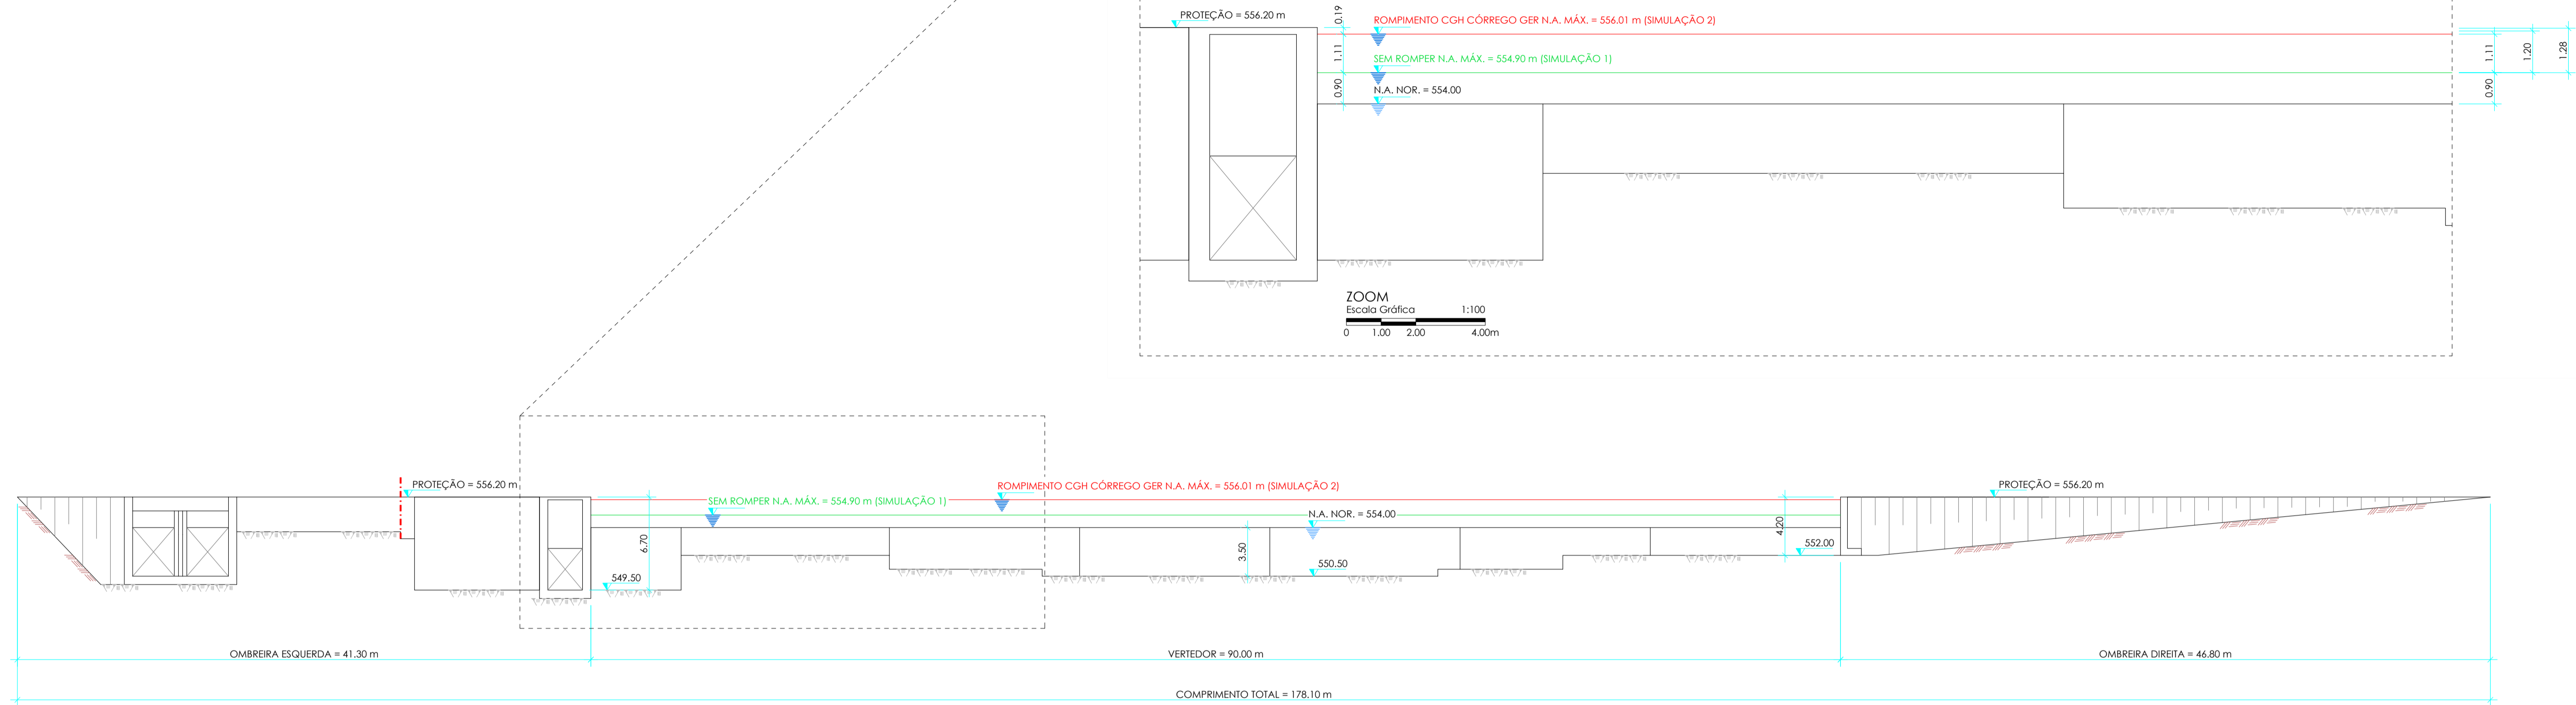 PROTEÇÃO = 556.20 m
0.19
ROMPIMENTO CGH CÓRREGO GER N.A. MÁX. = 556.01 m (SIMULAÇÃO 2)
1.11
SEM ROMPER N.A. MÁX. = 554.90 m (SIMULAÇÃO 1)
0.90
N.A. NOR. = 554.00
1.11
1.20
1.28
0.90
ZOOM
Escala Gráfica 1:100
0 1.00 2.00 4.00m
PROTEÇÃO = 556.20 m
SEM ROMPER N.A. MÁX. = 554.90 m (SIMULAÇÃO 1)
ROMPIMENTO CGH CÓRREGO GER N.A. MÁX. = 556.01 m (SIMULAÇÃO 2)
N.A. NOR. = 554.00
PROTEÇÃO = 556.20 m
6.70
549.50
3.50
550.50
4.20
552.00
OMBREIRA ESQUERDA = 41.30 m
VERTEDOR = 90.00 m
OMBREIRA DIREITA = 46.80 m
COMPRIMENTO TOTAL = 178.10 m